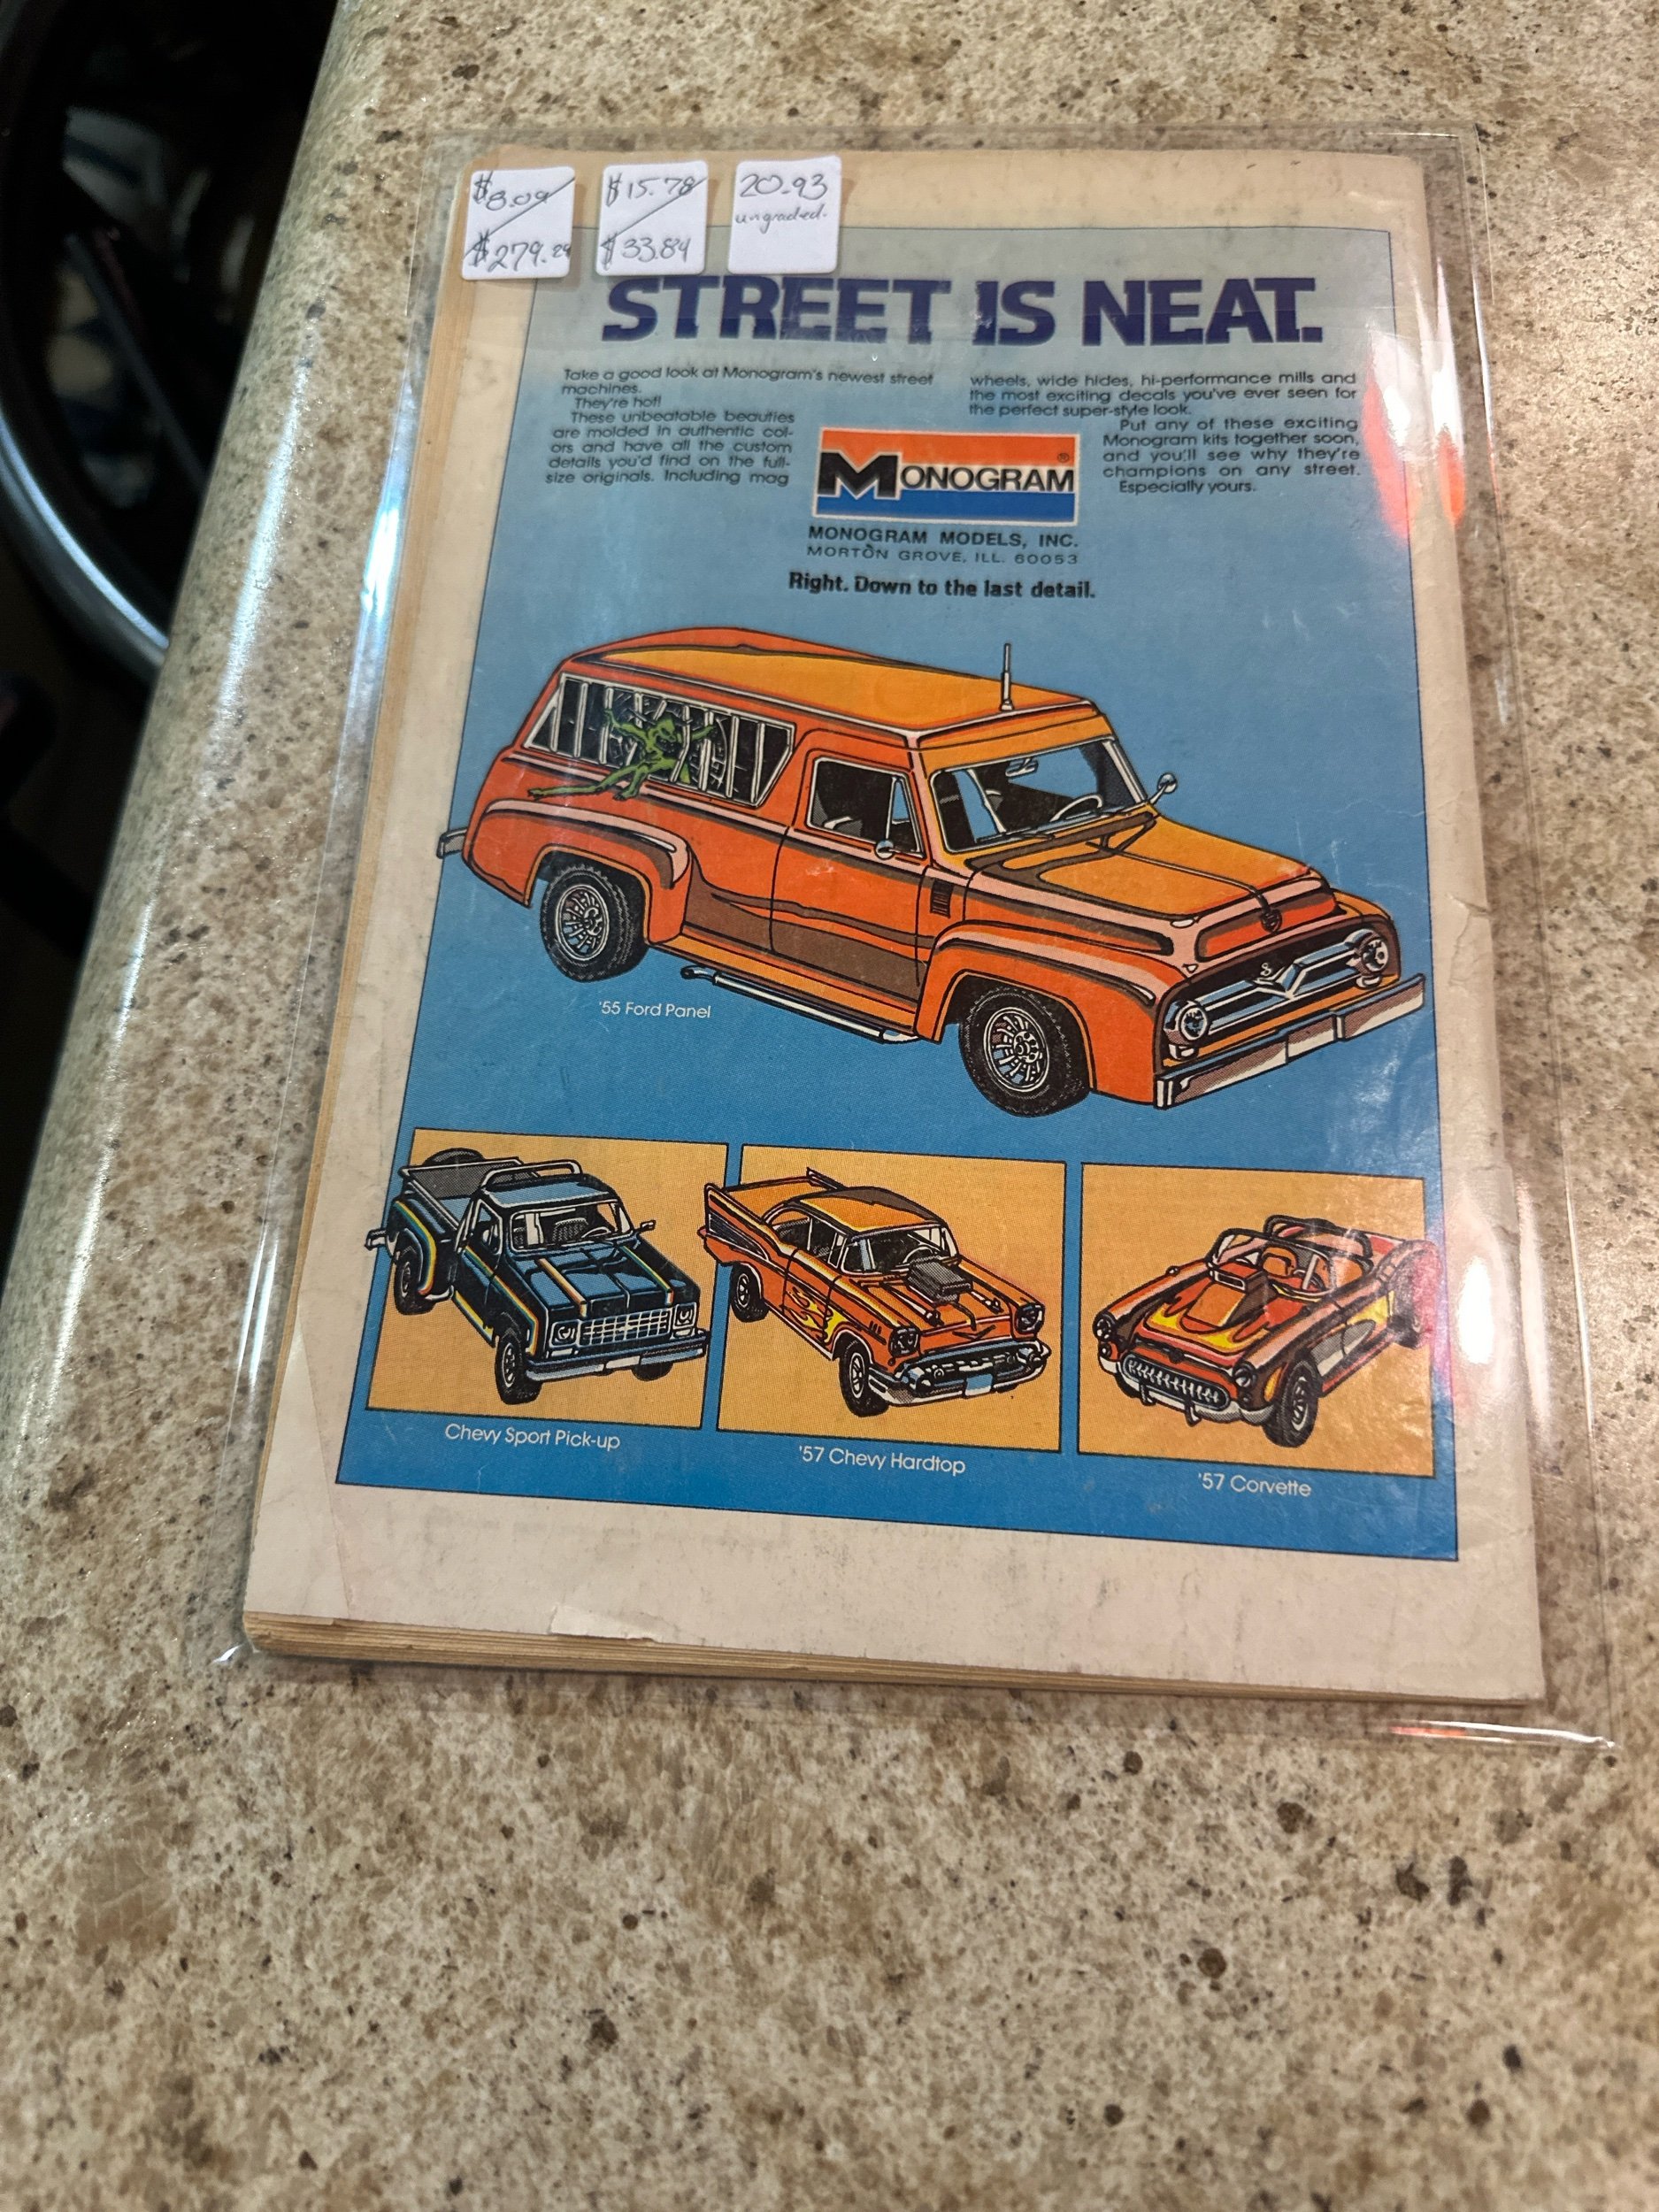 $8.09
$279.29
$15.78
$33.84
20.93
ungraded.
STREET IS NEAT.
Take a good look at Monogram's newest street
machines.
They're hot!
These unbeatable beauties
are molded in authentic col-
ors and have all the custom
details you'd find on the full-
size originals. Including mag
wheels, wide hides, hi-performance mills and
the most exciting decals you've ever seen for
the perfect super-style look.
Put any of these exciting
Monogram kits together soon,
and you'll see why they're
champions on any street.
Especially yours.
MONOGRAM®
MONOGRAM MODELS, INC.
MORTON GROVE, ILL. 60053
Right. Down to the last detail.
'55 Ford Panel
Chevy Sport Pick-up
'57 Chevy Hardtop
'57 Corvette